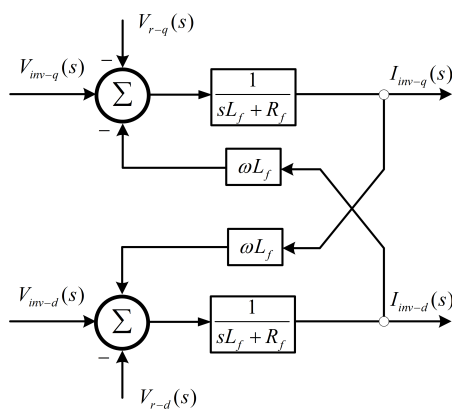 V_{r-q}(s)
V_{inv-q}(s)
−
Σ
−
1
sL_f + R_f
I_{inv-q}(s)
ωL_f
ωL_f
V_{inv-d}(s)
Σ
−
1
sL_f + R_f
I_{inv-d}(s)
V_{r-d}(s)